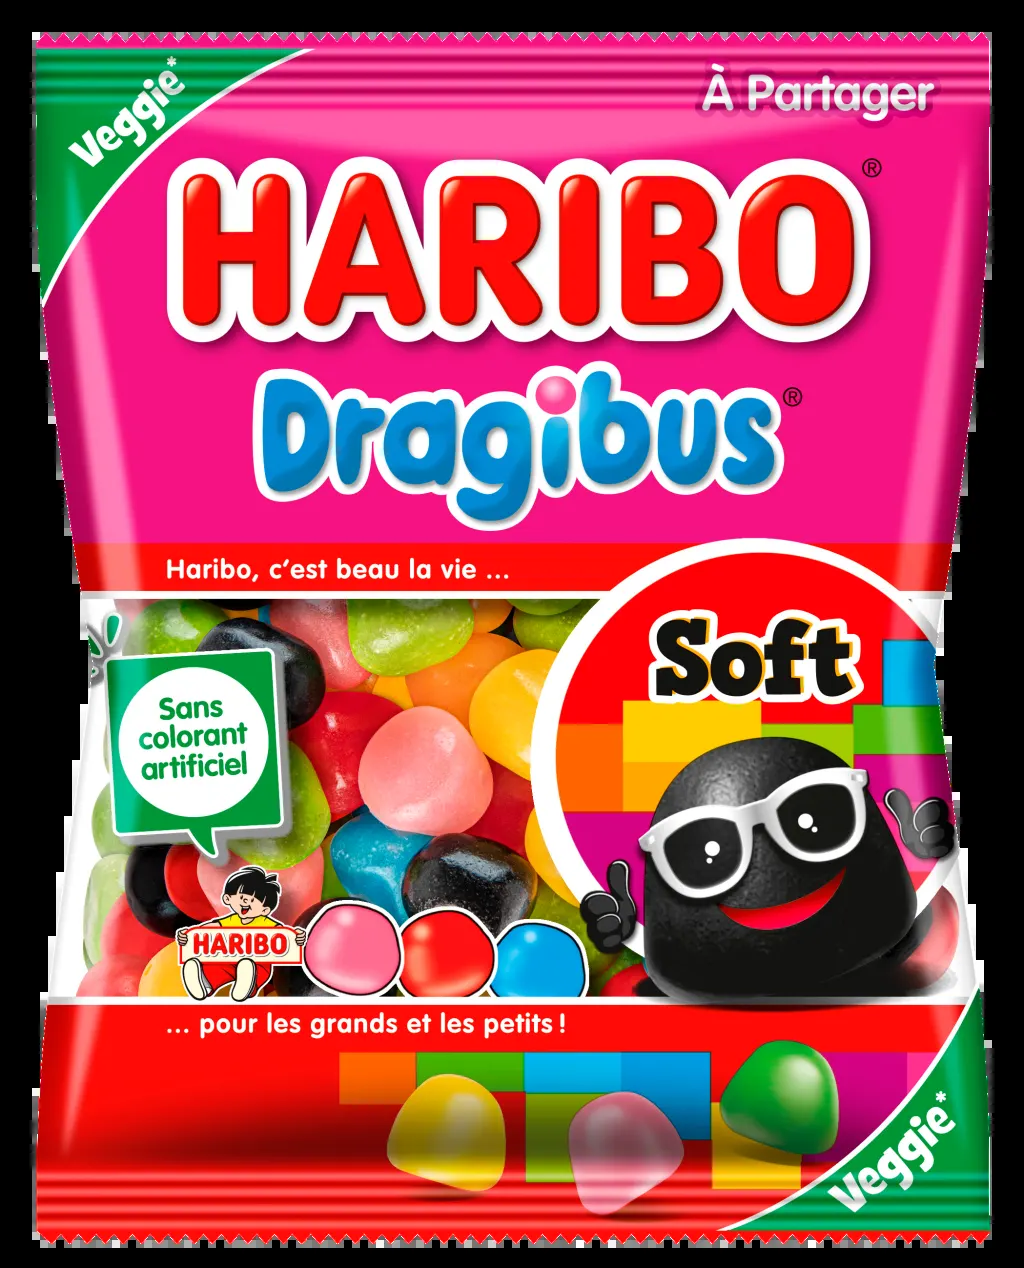 Veggie*
À Partager
HARIBO®
Dragibus®
Haribo, c'est beau la vie ...
Soft
Sans
colorant
artificiel
HARIBO
... pour les grands et les petits !
Veggie*